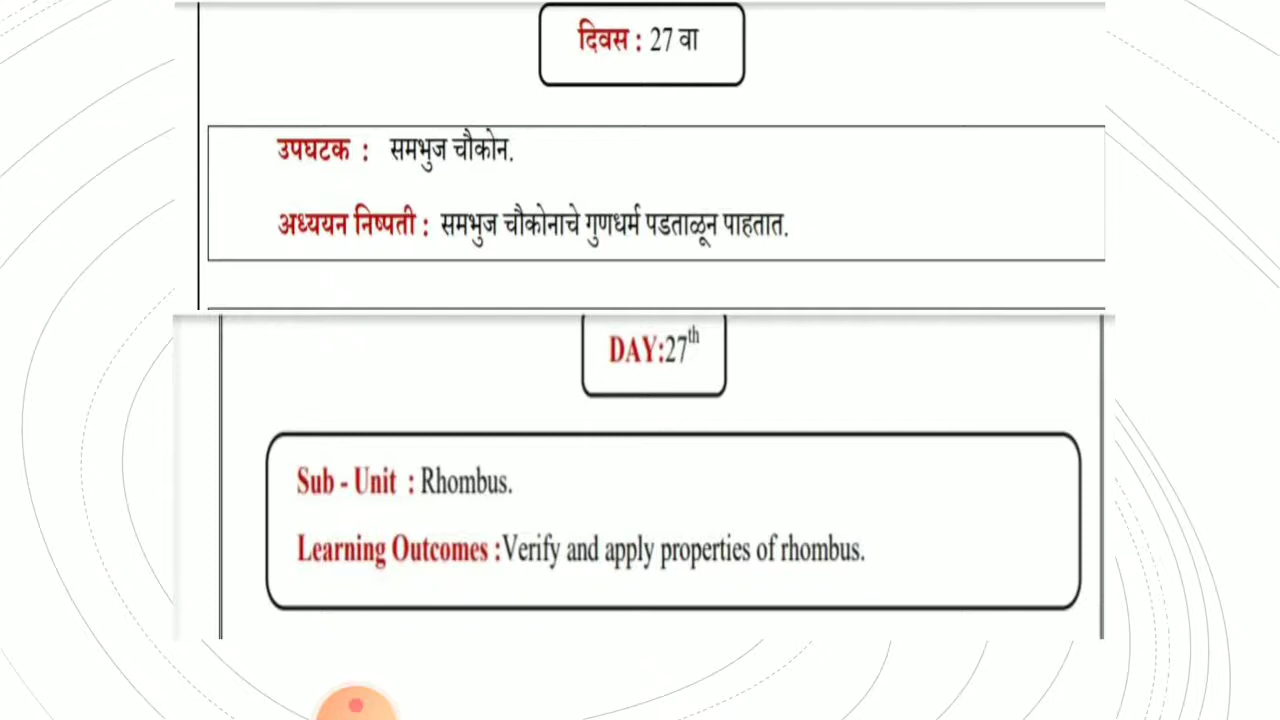 दिवस : 27 वा
उपघटक : समभुज चौकोन.
अध्ययन निष्पती : समभुज चौकोनाचे गुणधर्म पडताळून पाहतात.
DAY:27th
Sub - Unit : Rhombus.
Learning Outcomes :Verify and apply properties of rhombus.